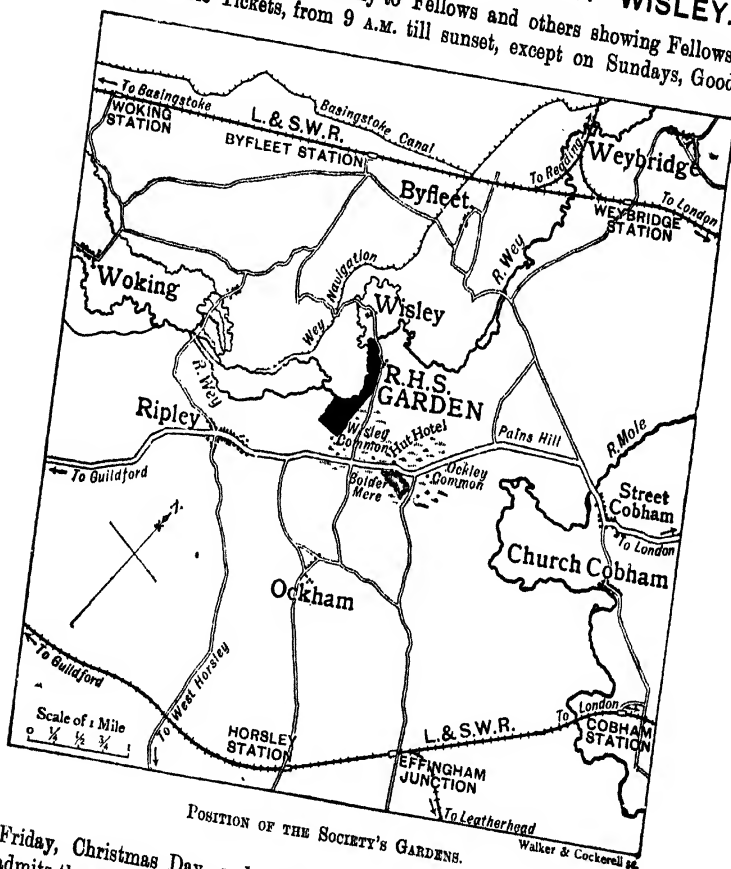 WISLEY.
to Fellows and others showing Fellows
Tickets, from 9 A.M. till sunset, except on Sundays, Good
To Basingstoke
WOKING
STATION
L. & S.W.R.
BYFLEET STATION
Basingstoke Canal
To Reading
Weybridge
To London
WEYBRIDGE
STATION
Byfleet
R. Wey
Woking
Wey Navigation
Wisley
R.H.S.
GARDEN
R. Wey
Ripley
Wisley
Common
Hut Hotel
Pains Hill
R. Mole
To Guildford
Bolder
Mere
Ockley
Common
Street
Cobham
To London
Church Cobham
Ockham
To Guildford
To West Horsley
Scale of 1 Mile
0 ¼ ½ ¾ 1
HORSLEY
STATION
L. & S.W.R.
To London
COBHAM
STATION
EFFINGHAM
JUNCTION
To Leatherhead
POSITION OF THE SOCIETY'S GARDENS.
Walker & Cockerell sc.
Friday, Christmas Day
admits